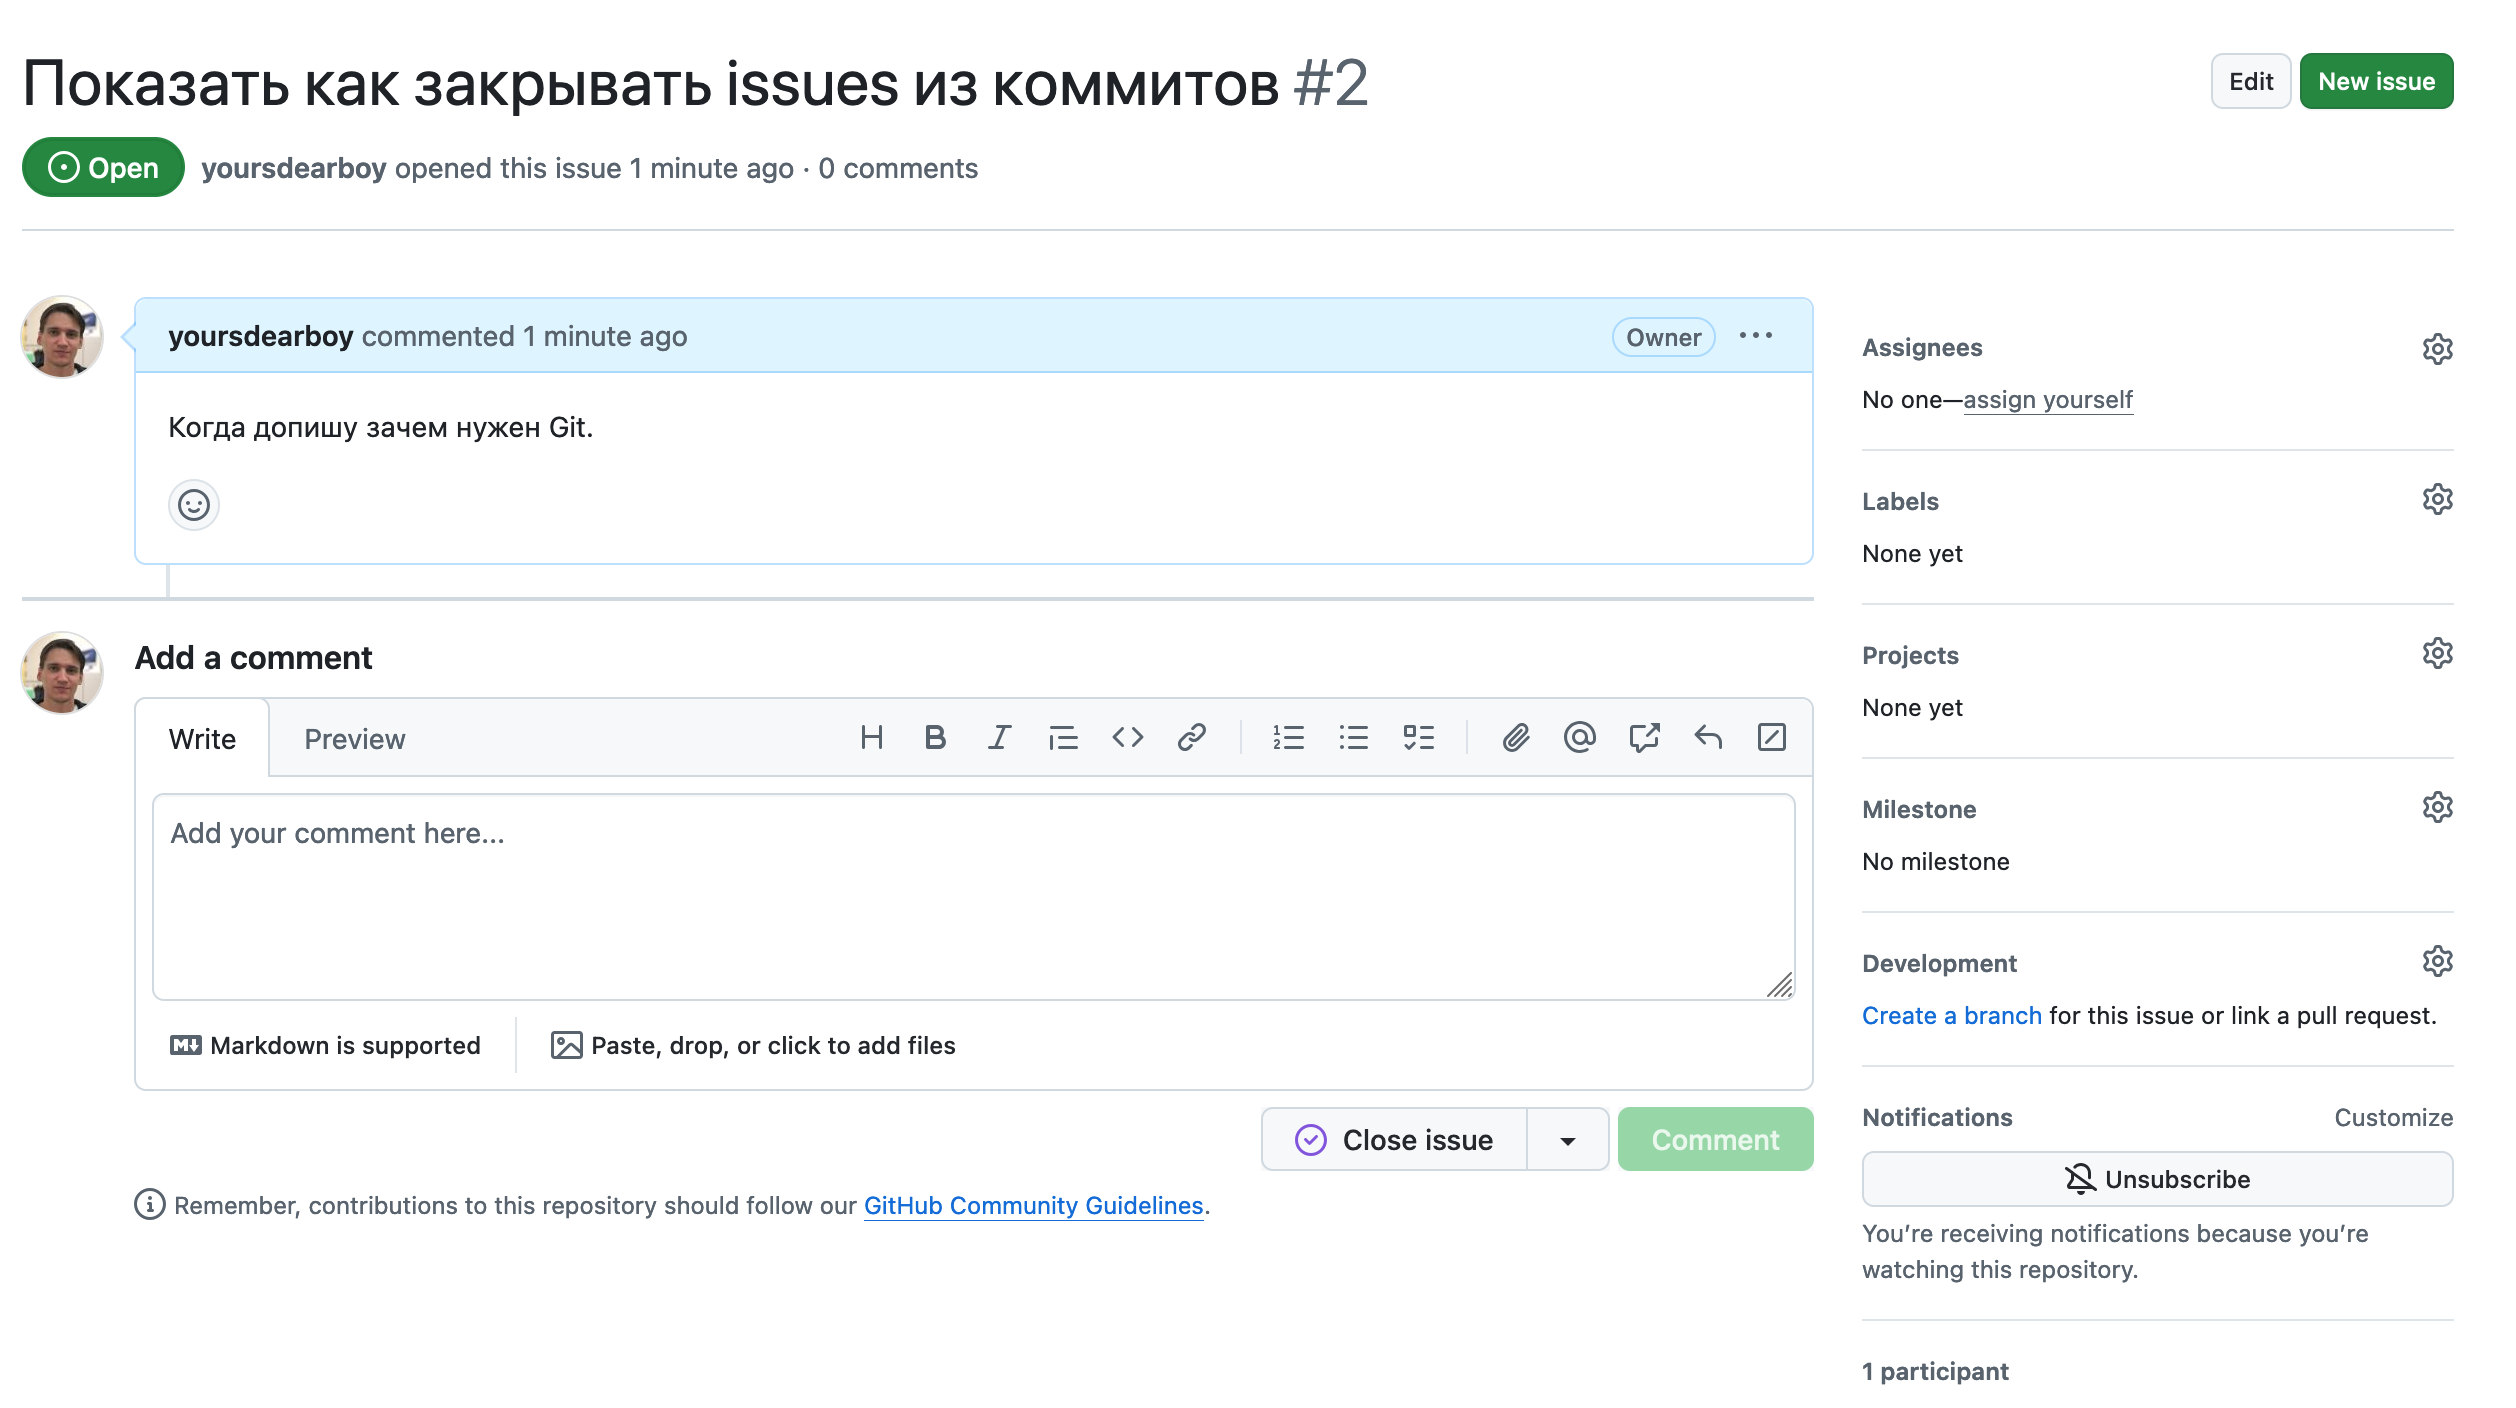 Показать как закрывать issues из коммитов #2
Edit
New issue
Open
yoursdearboy opened this issue 1 minute ago · 0 comments
yoursdearboy commented 1 minute ago
Owner
Когда допишу зачем нужен Git.
Add a comment
Write
Preview
Add your comment here...
Markdown is supported
Paste, drop, or click to add files
Close issue
Comment
Remember, contributions to this repository should follow our GitHub Community Guidelines.
Assignees
No one—assign yourself
Labels
None yet
Projects
None yet
Milestone
No milestone
Development
Create a branch for this issue or link a pull request.
Notifications
Customize
Unsubscribe
You’re receiving notifications because you’re
watching this repository.
1 participant